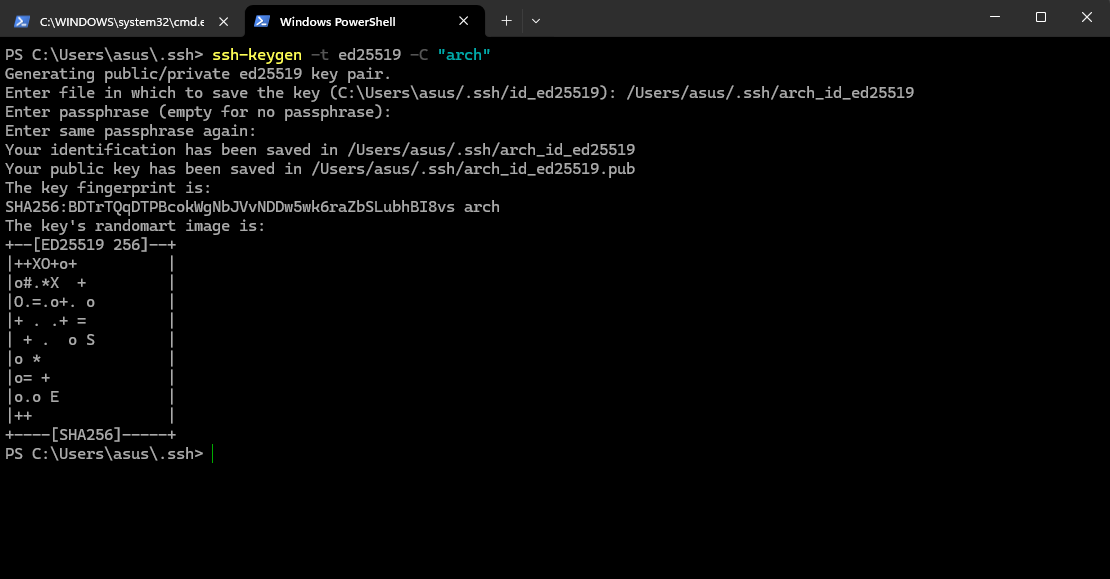 C:\WINDOWS\system32\cmd.e
Windows PowerShell
PS C:\Users\asus\.ssh> ssh-keygen -t ed25519 -C "arch"
Generating public/private ed25519 key pair.
Enter file in which to save the key (C:\Users\asus/.ssh/id_ed25519): /Users/asus/.ssh/arch_id_ed25519
Enter passphrase (empty for no passphrase):
Enter same passphrase again:
Your identification has been saved in /Users/asus/.ssh/arch_id_ed25519
Your public key has been saved in /Users/asus/.ssh/arch_id_ed25519.pub
The key fingerprint is:
SHA256:BDTrTQqDTPBcokWgNbJVvNDDw5wk6raZbSLubhBI8vs arch
The key's randomart image is:
+--[ED25519 256]--+
|++XO+o+          |
|o#.*X  +         |
|O.=.o+. o        |
|+ . .+ =         |
| + .  o S        |
|o *              |
|o= +             |
|o.o E            |
|++               |
+----[SHA256]-----+
PS C:\Users\asus\.ssh>